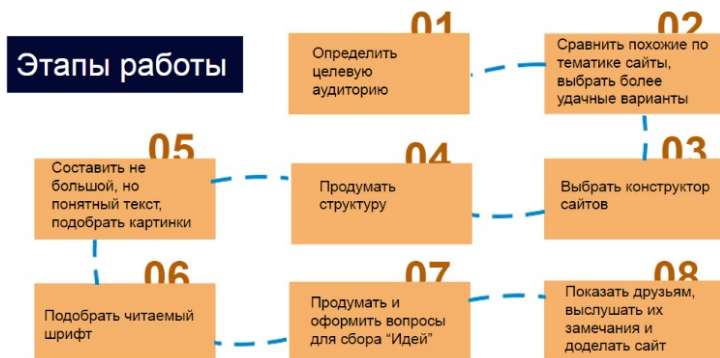 Этапы работы
01
Определить
целевую
аудиторию
02
Сравнить похожие по
тематике сайты,
выбрать более
удачные варианты
03
Выбрать конструктор
сайтов
04
Продумать
структуру
05
Составить не
большой, но
понятный текст,
подобрать картинки
06
Подобрать читаемый
шрифт
07
Продумать и
оформить вопросы
для сбора “Идей”
08
Показать друзьям,
выслушать их
замечания и
доделать сайт